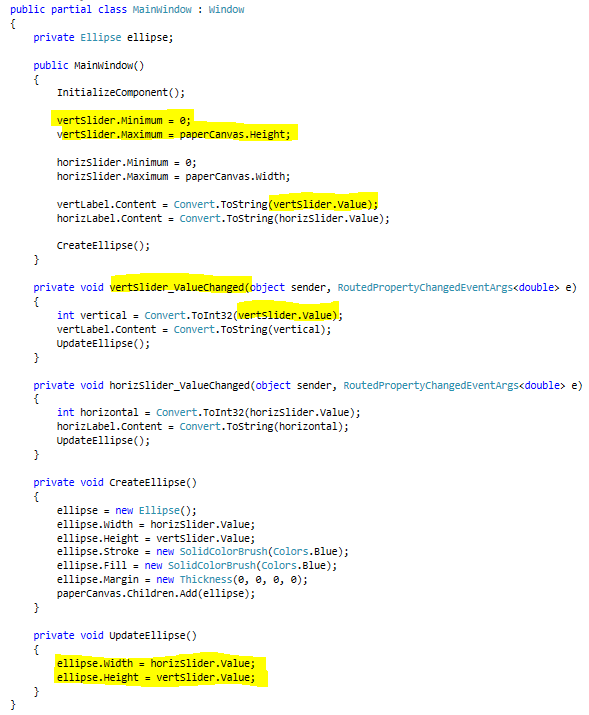 public partial class MainWindow : Window
{
    private Ellipse ellipse;

    public MainWindow()
    {
        InitializeComponent();

        vertSlider.Minimum = 0;
        vertSlider.Maximum = paperCanvas.Height;

        horizSlider.Minimum = 0;
        horizSlider.Maximum = paperCanvas.Width;

        vertLabel.Content = Convert.ToString(vertSlider.Value);
        horizLabel.Content = Convert.ToString(horizSlider.Value);

        CreateEllipse();
    }

    private void vertSlider_ValueChanged(object sender, RoutedPropertyChangedEventArgs<double> e)
    {
        int vertical = Convert.ToInt32(vertSlider.Value);
        vertLabel.Content = Convert.ToString(vertical);
        UpdateEllipse();
    }

    private void horizSlider_ValueChanged(object sender, RoutedPropertyChangedEventArgs<double> e)
    {
        int horizontal = Convert.ToInt32(horizSlider.Value);
        horizLabel.Content = Convert.ToString(horizontal);
        UpdateEllipse();
    }

    private void CreateEllipse()
    {
        ellipse = new Ellipse();
        ellipse.Width = horizSlider.Value;
        ellipse.Height = vertSlider.Value;
        ellipse.Stroke = new SolidColorBrush(Colors.Blue);
        ellipse.Fill = new SolidColorBrush(Colors.Blue);
        ellipse.Margin = new Thickness(0, 0, 0, 0);
        paperCanvas.Children.Add(ellipse);
    }

    private void UpdateEllipse()
    {
        ellipse.Width = horizSlider.Value;
        ellipse.Height = vertSlider.Value;
    }
}